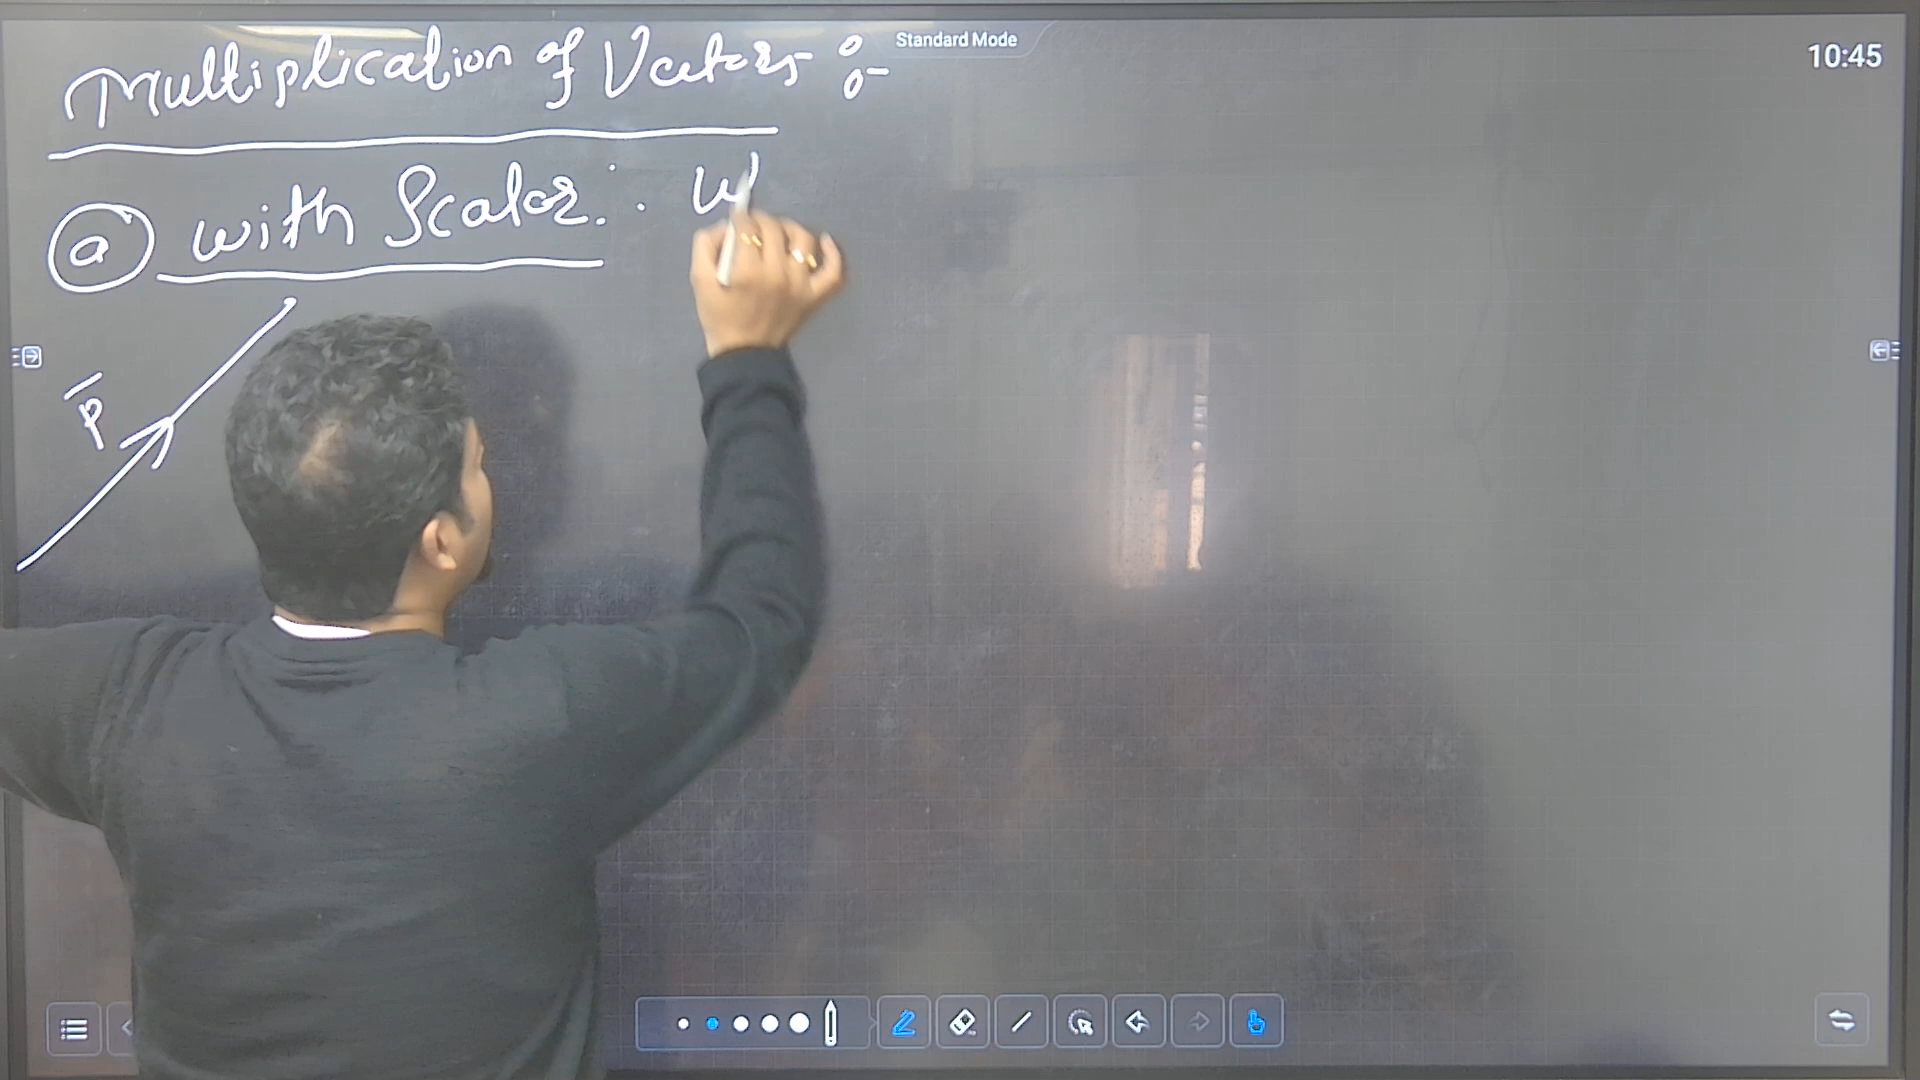 Multiplication of Vectors :-
Standard Mode
10:45
(a) with Scalar :. W
P̅